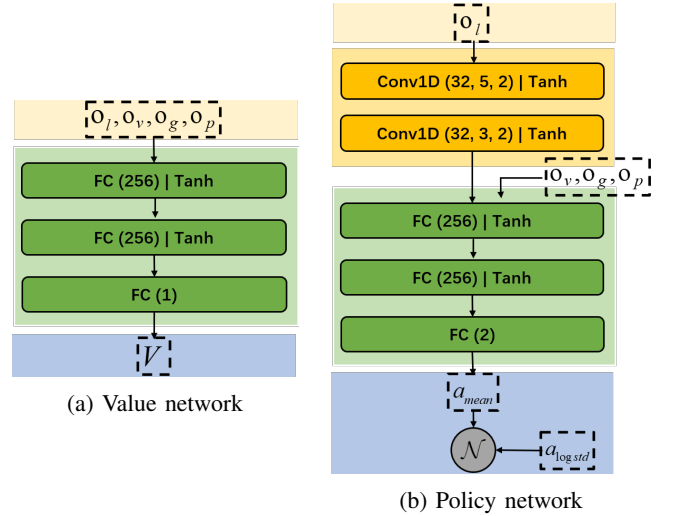 o_l, o_v, o_g, o_p
FC (256) | Tanh
FC (256) | Tanh
FC (1)
V
(a) Value network
o_l
Conv1D (32, 5, 2) | Tanh
Conv1D (32, 3, 2) | Tanh
o_v, o_g, o_p
FC (256) | Tanh
FC (256) | Tanh
FC (2)
a_mean
𝒩
a_log std
(b) Policy network